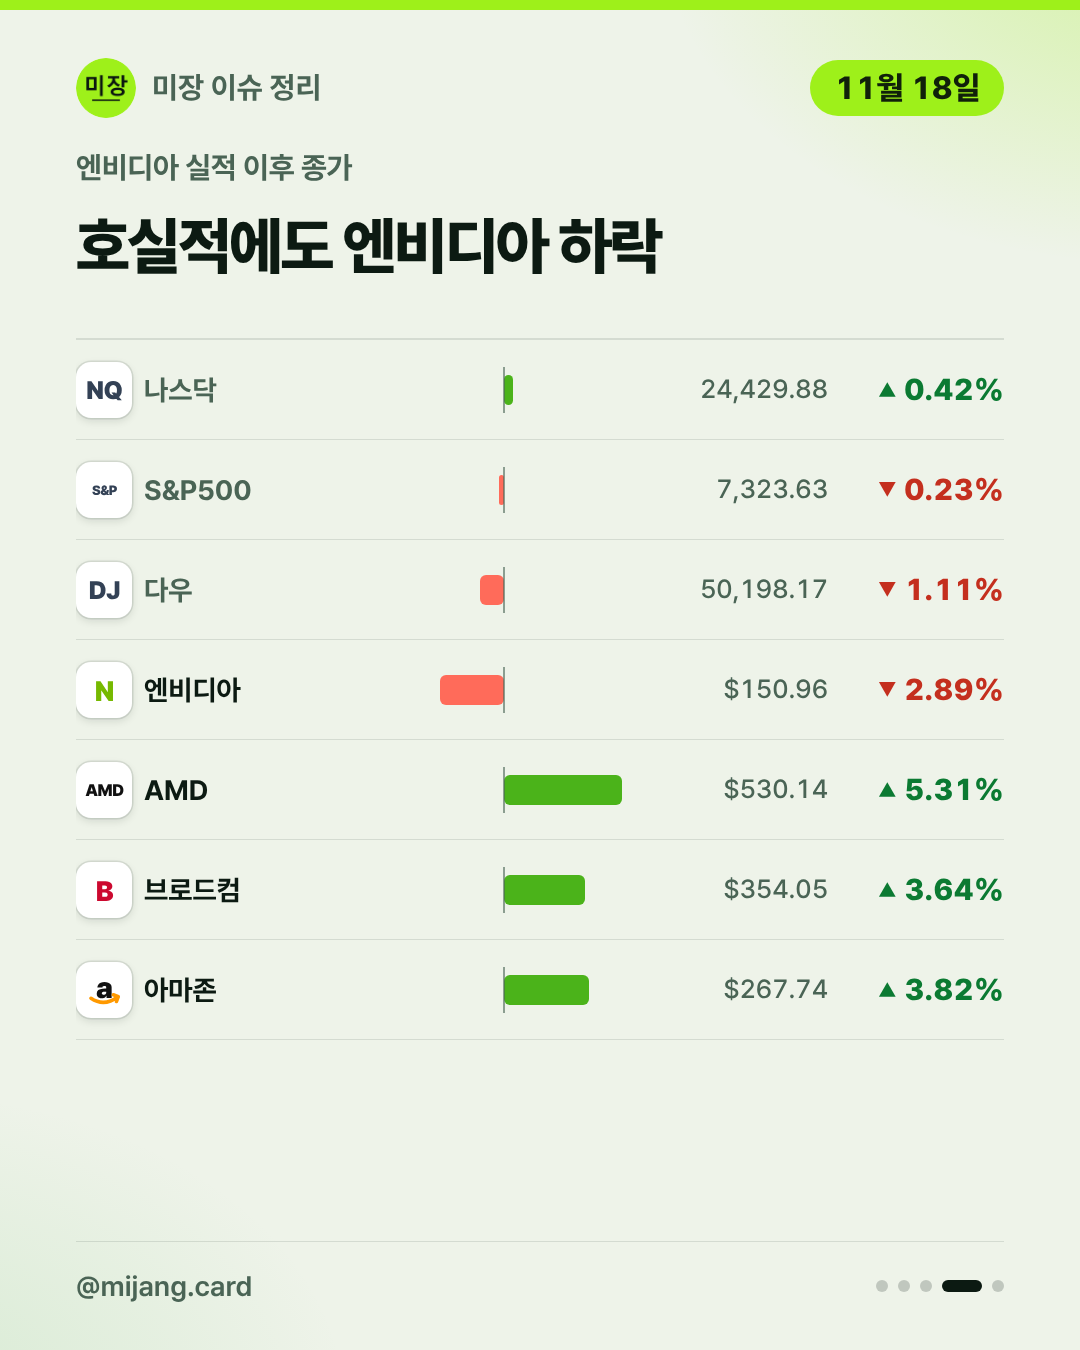 미장 미장 이슈 정리 11월 18일
엔비디아 실적 이후 종가
호실적에도 엔비디아 하락
NQ 나스닥 24,429.88 ▲ 0.42%
S&P S&P500 7,323.63 ▼ 0.23%
DJ 다우 50,198.17 ▼ 1.11%
N 엔비디아 $150.96 ▼ 2.89%
AMD AMD $530.14 ▲ 5.31%
B 브로드컴 $354.05 ▲ 3.64%
a 아마존 $267.74 ▲ 3.82%
@mijang.card